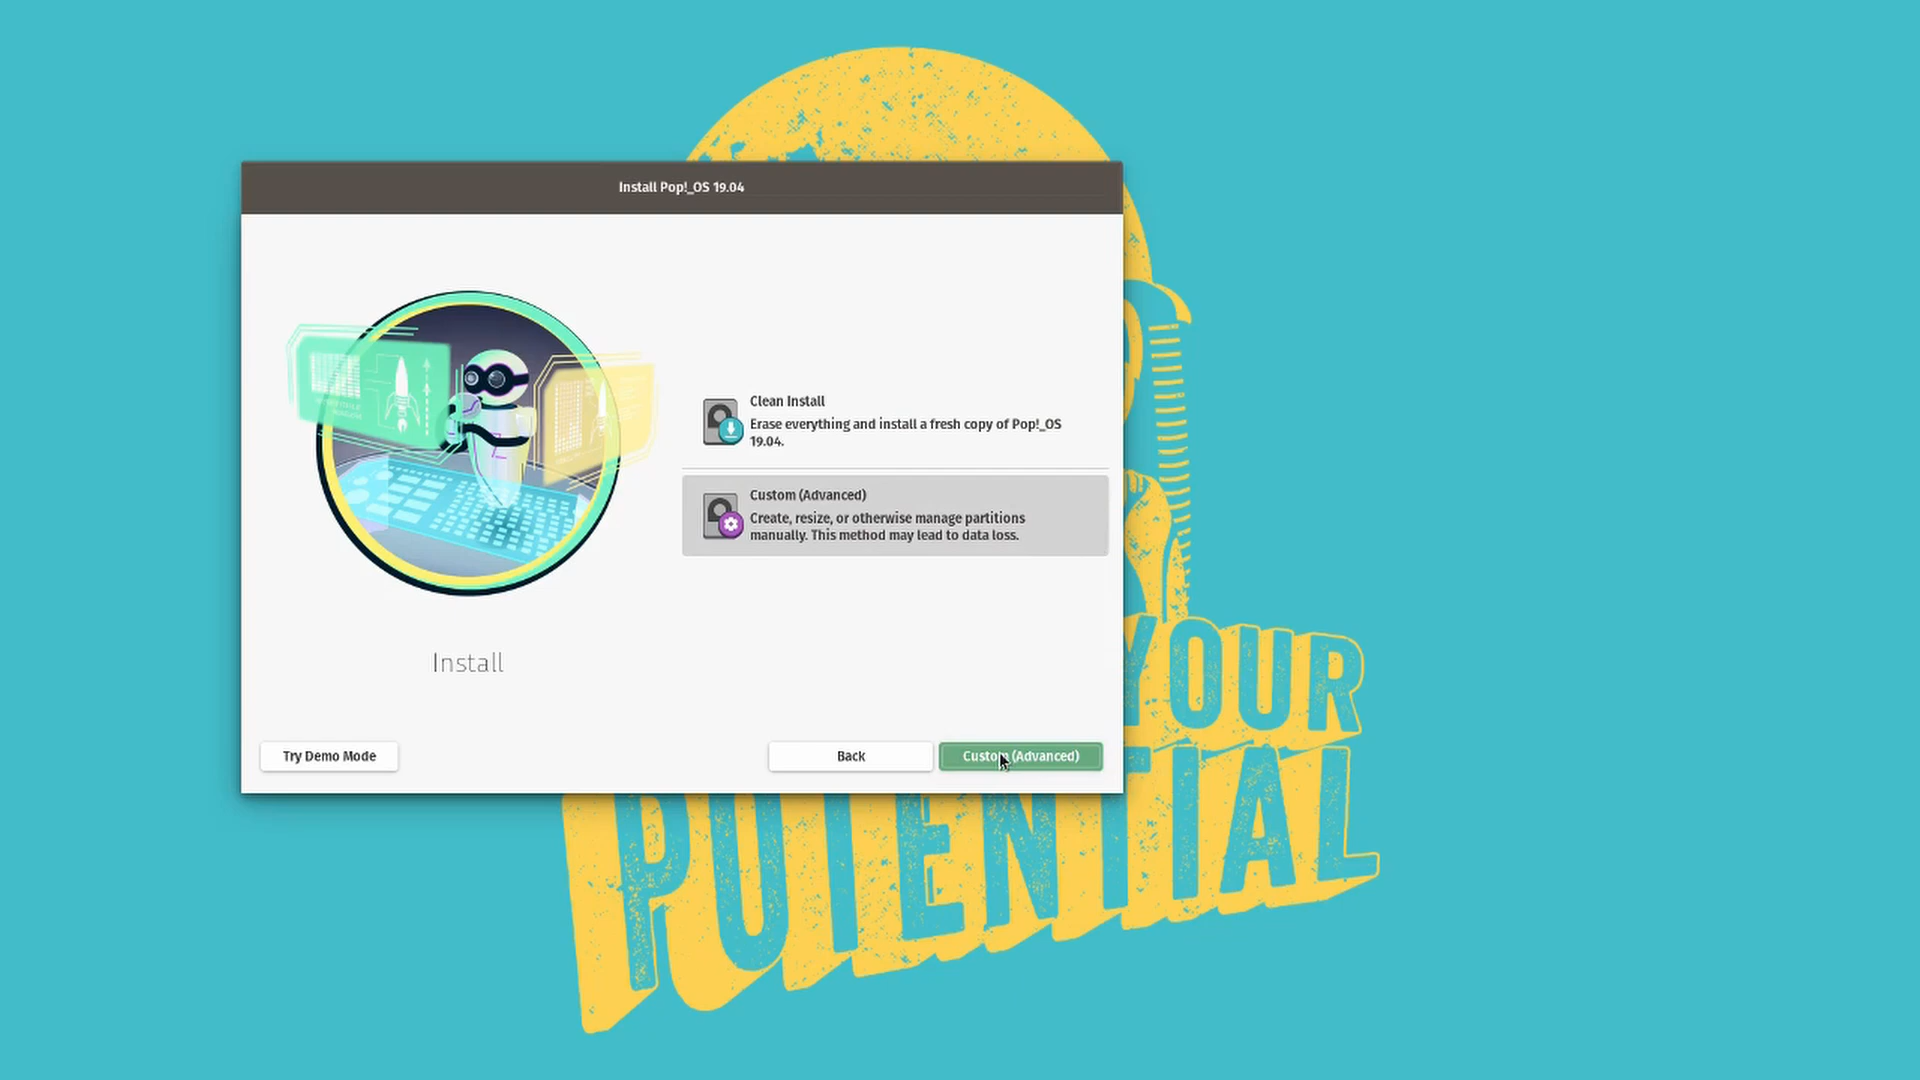 Install Pop!_OS 19.04
Clean Install
Erase everything and install a fresh copy of Pop!_OS
19.04.
Custom (Advanced)
Create, resize, or otherwise manage partitions
manually. This method may lead to data loss.
Install
Try Demo Mode
Back
Custom (Advanced)
YOUR
POTENTIAL